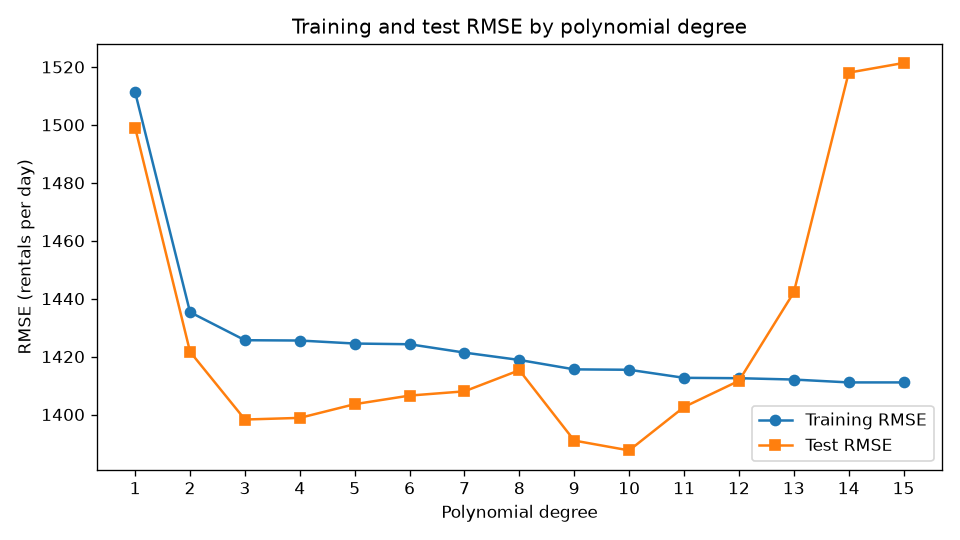 Training and test RMSE by polynomial degree
RMSE (rentals per day)
1520
1500
1480
1460
1440
1420
1400
1 2 3 4 5 6 7 8 9 10 11 12 13 14 15
Polynomial degree
Training RMSE
Test RMSE